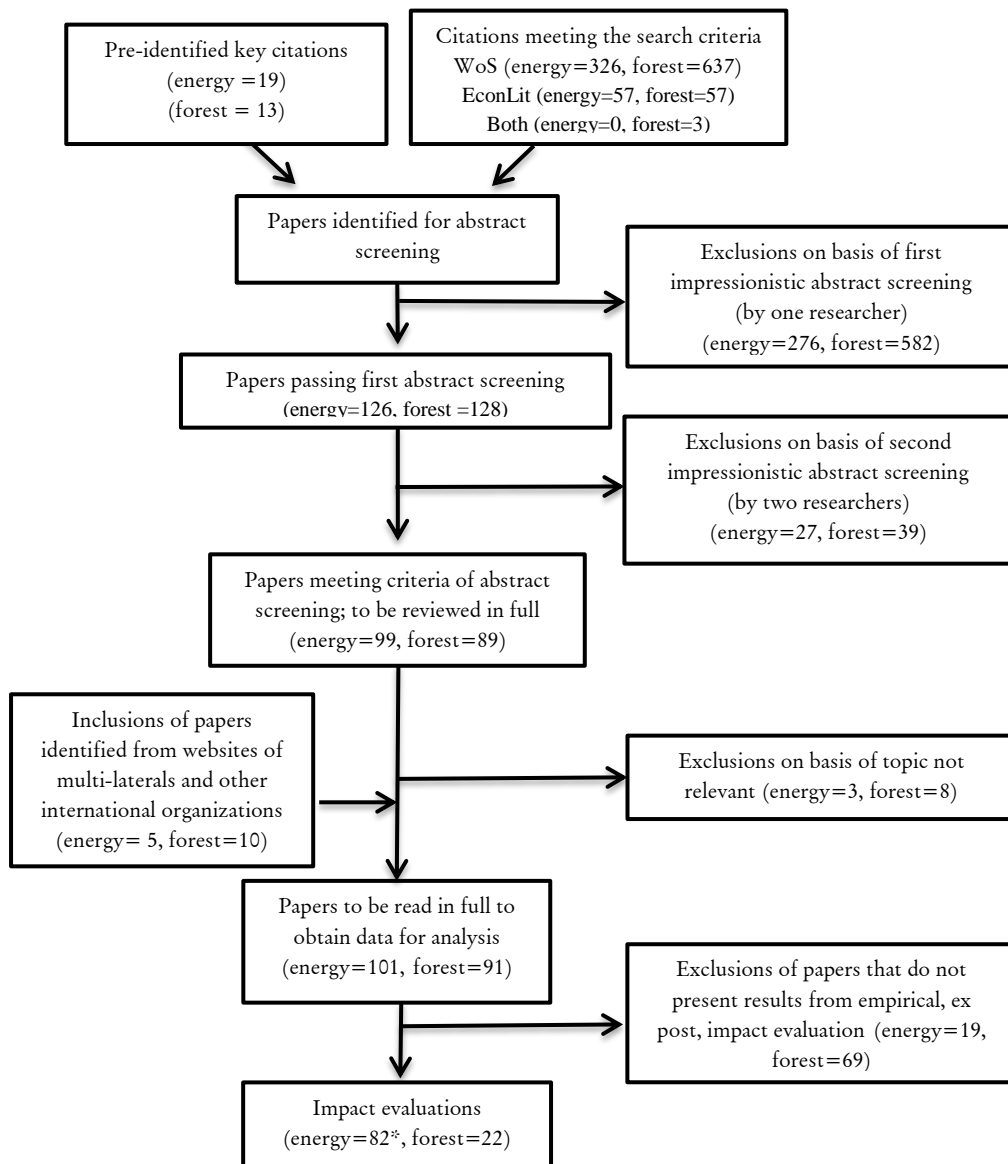 Pre-identified key citations
(energy =19)
(forest = 13)
Citations meeting the search criteria
WoS (energy=326, forest=637)
EconLit (energy=57, forest=57)
Both (energy=0, forest=3)
Papers identified for abstract
screening
Exclusions on basis of first
impressionistic abstract screening
(by one researcher)
(energy=276, forest=582)
Papers passing first abstract screening
(energy=126, forest =128)
Exclusions on basis of second
impressionistic abstract screening
(by two researchers)
(energy=27, forest=39)
Papers meeting criteria of abstract
screening; to be reviewed in full
(energy=99, forest=89)
Inclusions of papers
identified from websites of
multi-laterals and other
international organizations
(energy= 5, forest=10)
Exclusions on basis of topic not
relevant (energy=3, forest=8)
Papers to be read in full to
obtain data for analysis
(energy=101, forest=91)
Exclusions of papers that do not
present results from empirical, ex
post, impact evaluation (energy=19,
forest=69)
Impact evaluations
(energy=82*, forest=22)